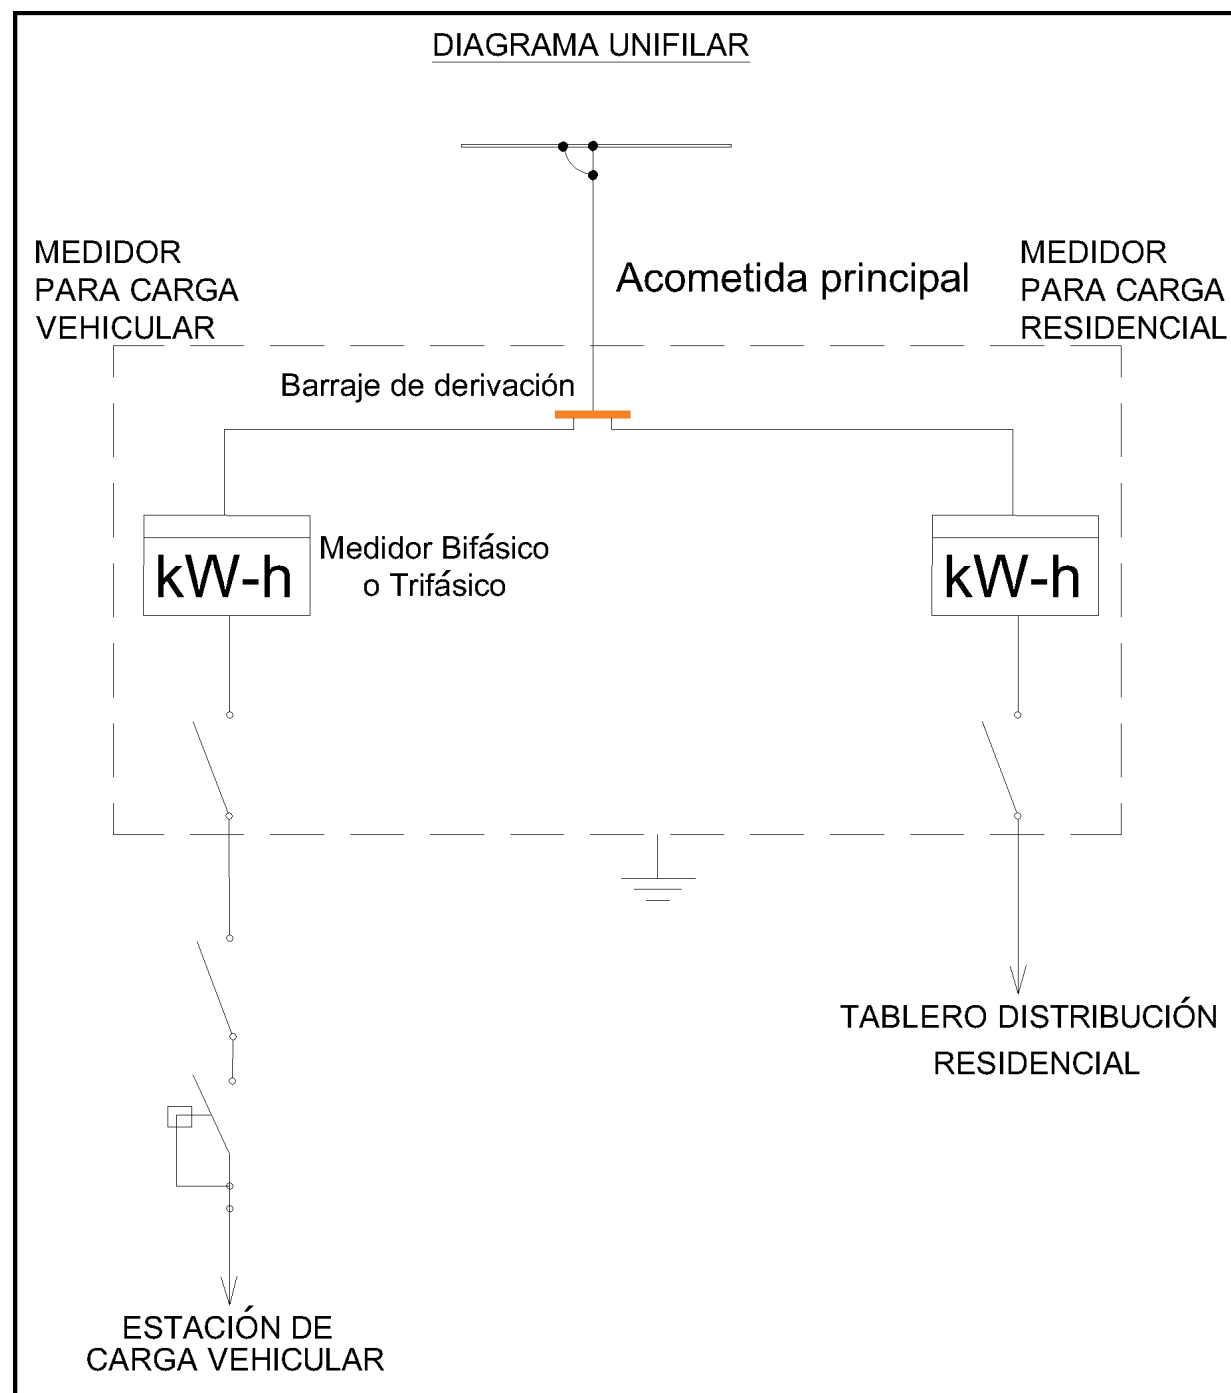 DIAGRAMA UNIFILAR
MEDIDOR
PARA CARGA
VEHICULAR
Acometida principal
MEDIDOR
PARA CARGA
RESIDENCIAL
Barraje de derivación
kW-h
Medidor Bifásico
o Trifásico
kW-h
TABLERO DISTRIBUCIÓN
RESIDENCIAL
ESTACIÓN DE
CARGA VEHICULAR